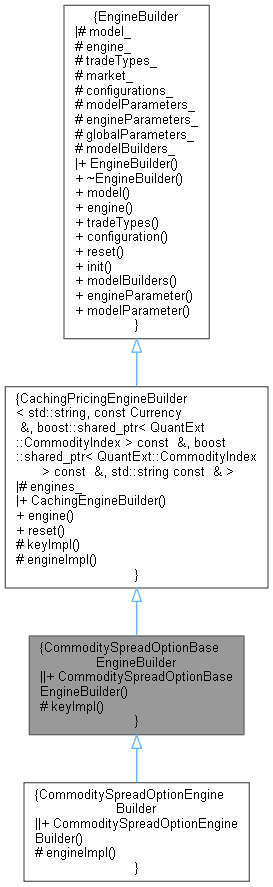 {EngineBuilder
|# model_
# engine_
# tradeTypes_
# market_
# configurations_
# modelParameters_
# engineParameters_
# globalParameters_
# modelBuilders_
|+ EngineBuilder()
+ ~EngineBuilder()
+ model()
+ engine()
+ tradeTypes()
+ configuration()
+ reset()
+ init()
+ modelBuilders()
+ engineParameter()
+ modelParameter()
}
{CachingPricingEngineBuilder
< std::string, const Currency
&, boost::shared_ptr< QuantExt
::CommodityIndex > const &, boost
::shared_ptr< QuantExt::CommodityIndex
> const &, std::string const & >
|# engines_
|+ CachingEngineBuilder()
+ engine()
+ reset()
# keyImpl()
# engineImpl()
}
{CommoditySpreadOptionBase
EngineBuilder
||+ CommoditySpreadOptionBase
EngineBuilder()
# keyImpl()
}
{CommoditySpreadOptionEngine
Builder
||+ CommoditySpreadOptionEngine
Builder()
# engineImpl()
}